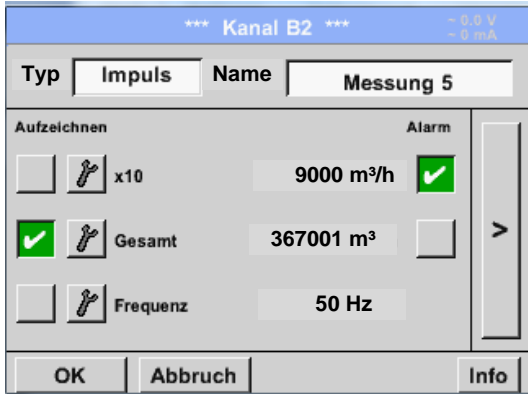 *** Kanal B2 ***
~ 0.0 V
~ 0 mA
Typ Impuls Name Messung 5
Aufzeichnen Alarm
x10 9000 m³/h
Gesamt 367001 m³
>
Frequenz 50 Hz
OK Abbruch Info